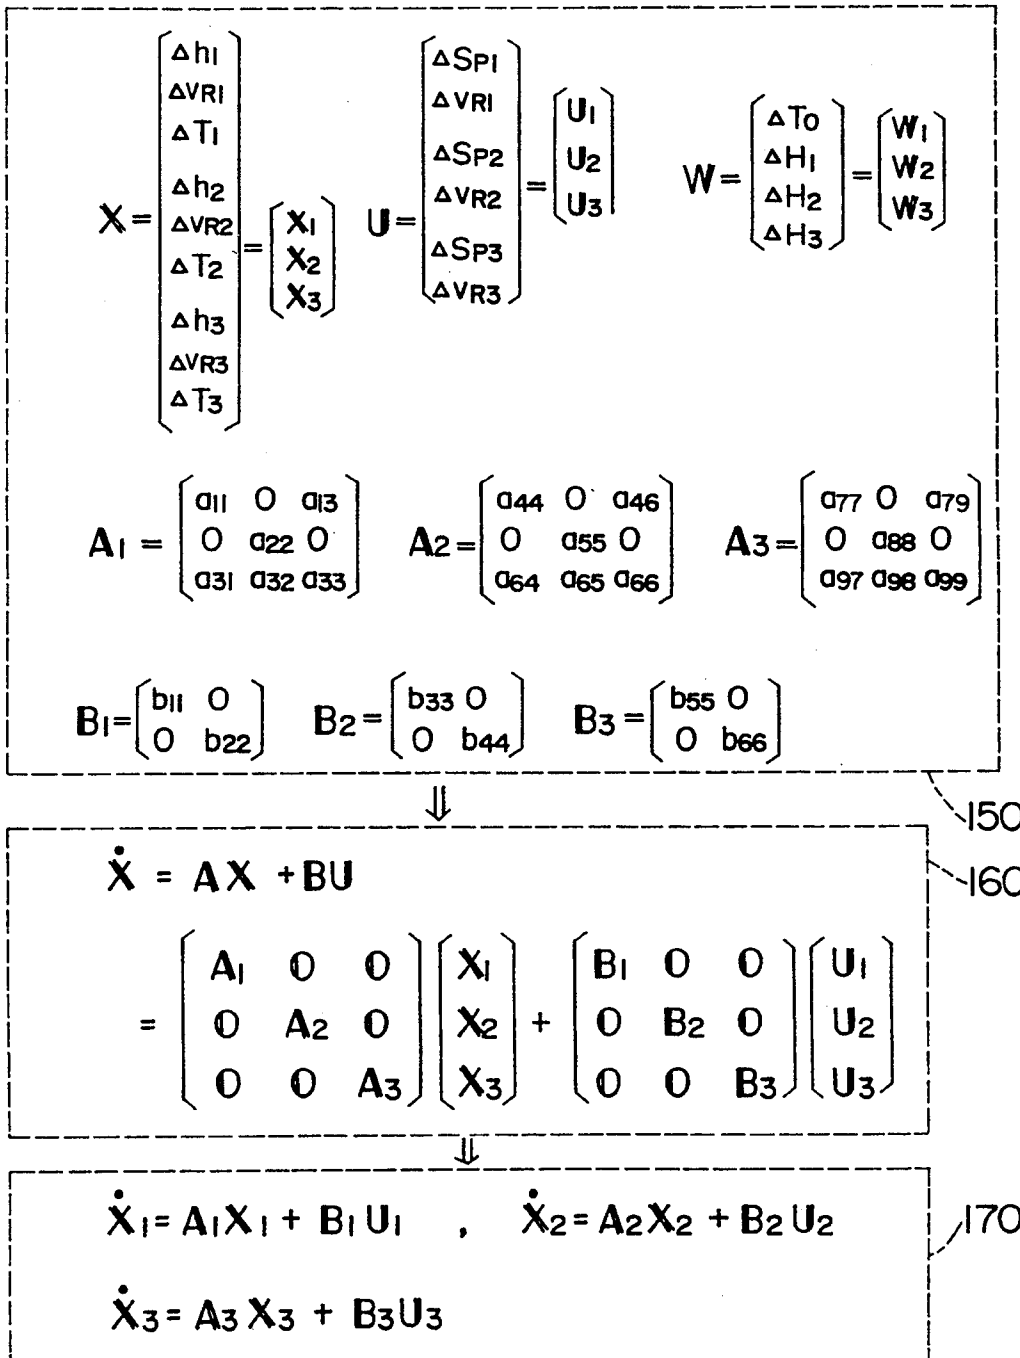 X = [Δh1 ΔVR1 ΔT1 Δh2 ΔVR2 ΔT2 Δh3 ΔVR3 ΔT3] = [X1 X2 X3]
U = [ΔSP1 ΔVR1 ΔSP2 ΔVR2 ΔSP3 ΔVR3] = [U1 U2 U3]
W = [ΔT0 ΔH1 ΔH2 ΔH3] = [W1 W2 W3]
A1 = [a11 0 a13
0 a22 0
a31 a32 a33]
A2 = [a44 0 a46
0 a55 0
a64 a65 a66]
A3 = [a77 0 a79
0 a88 0
a97 a98 a99]
B1 = [b11 0
0 b22]
B2 = [b33 0
0 b44]
B3 = [b55 0
0 b66]
150
⇓
Ẋ = AX + BU
160
= [A1 0 0] [X1] + [B1 0 0] [U1]
[0 A2 0] [X2] [0 B2 0] [U2]
[0 0 A3] [X3] [0 0 B3] [U3]
⇓
Ẋ1 = A1X1 + B1U1 , Ẋ2 = A2X2 + B2U2
170
Ẋ3 = A3X3 + B3U3